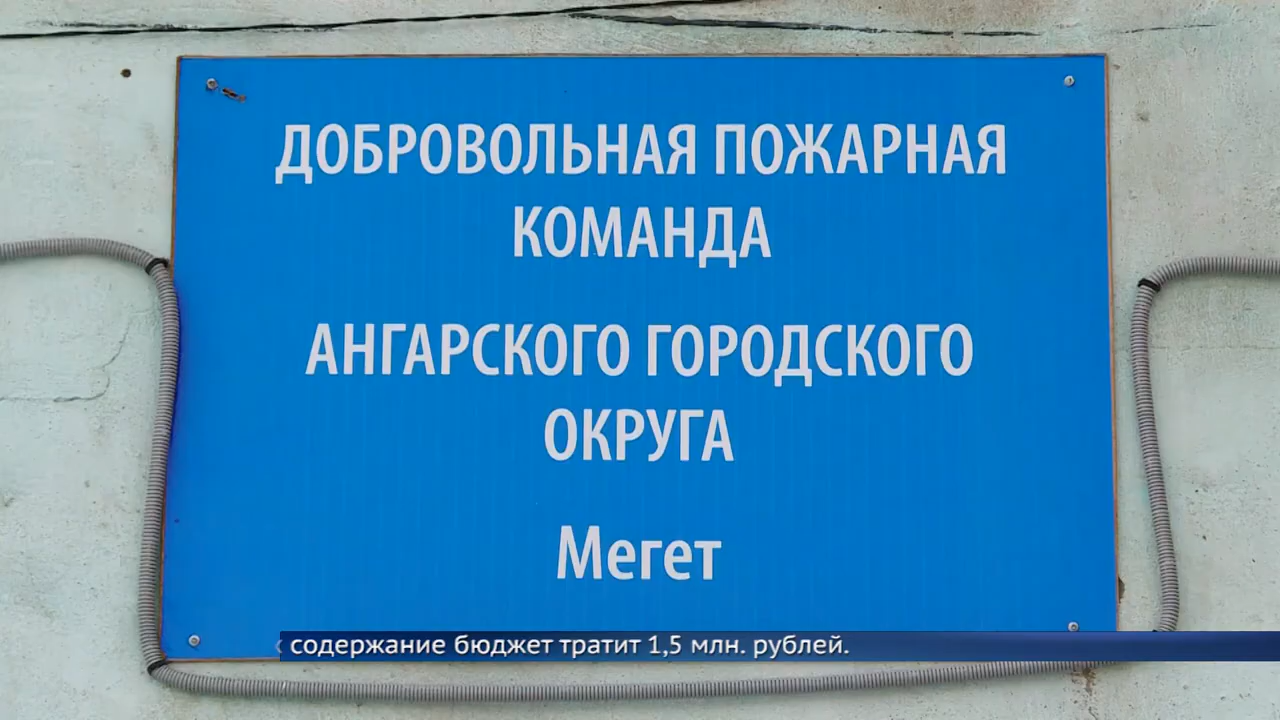 ДОБРОВОЛЬНАЯ ПОЖАРНАЯ
КОМАНДА
АНГАРСКОГО ГОРОДСКОГО
ОКРУГА
Мегет
содержание бюджет тратит 1,5 млн. рублей.